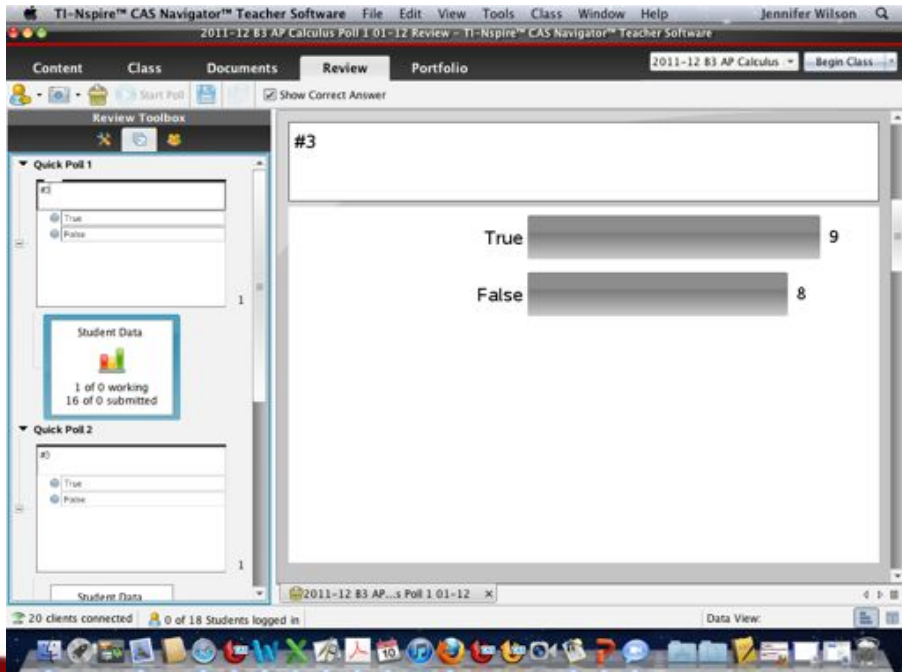 TI-Nspire™ CAS Navigator™ Teacher Software File Edit View Tools Class Window Help Jennifer Wilson
2011-12 B3 AP Calculus Poll 1 01-12 Review - TI-Nspire™ CAS Navigator™ Teacher Software
Content Class Documents Review Portfolio 2011-12 B3 AP Calculus Begin Class
Start Poll Show Correct Answer
Review Toolbox
Quick Poll 1
#3
True
False
1
Student Data
1 of 0 working
16 of 0 submitted
Quick Poll 2
#3
True
False
1
Student Data
#3
True 9
False 8
2011-12 B3 AP...s Poll 1 01-12
20 clients connected 0 of 18 Students logged in Data View: